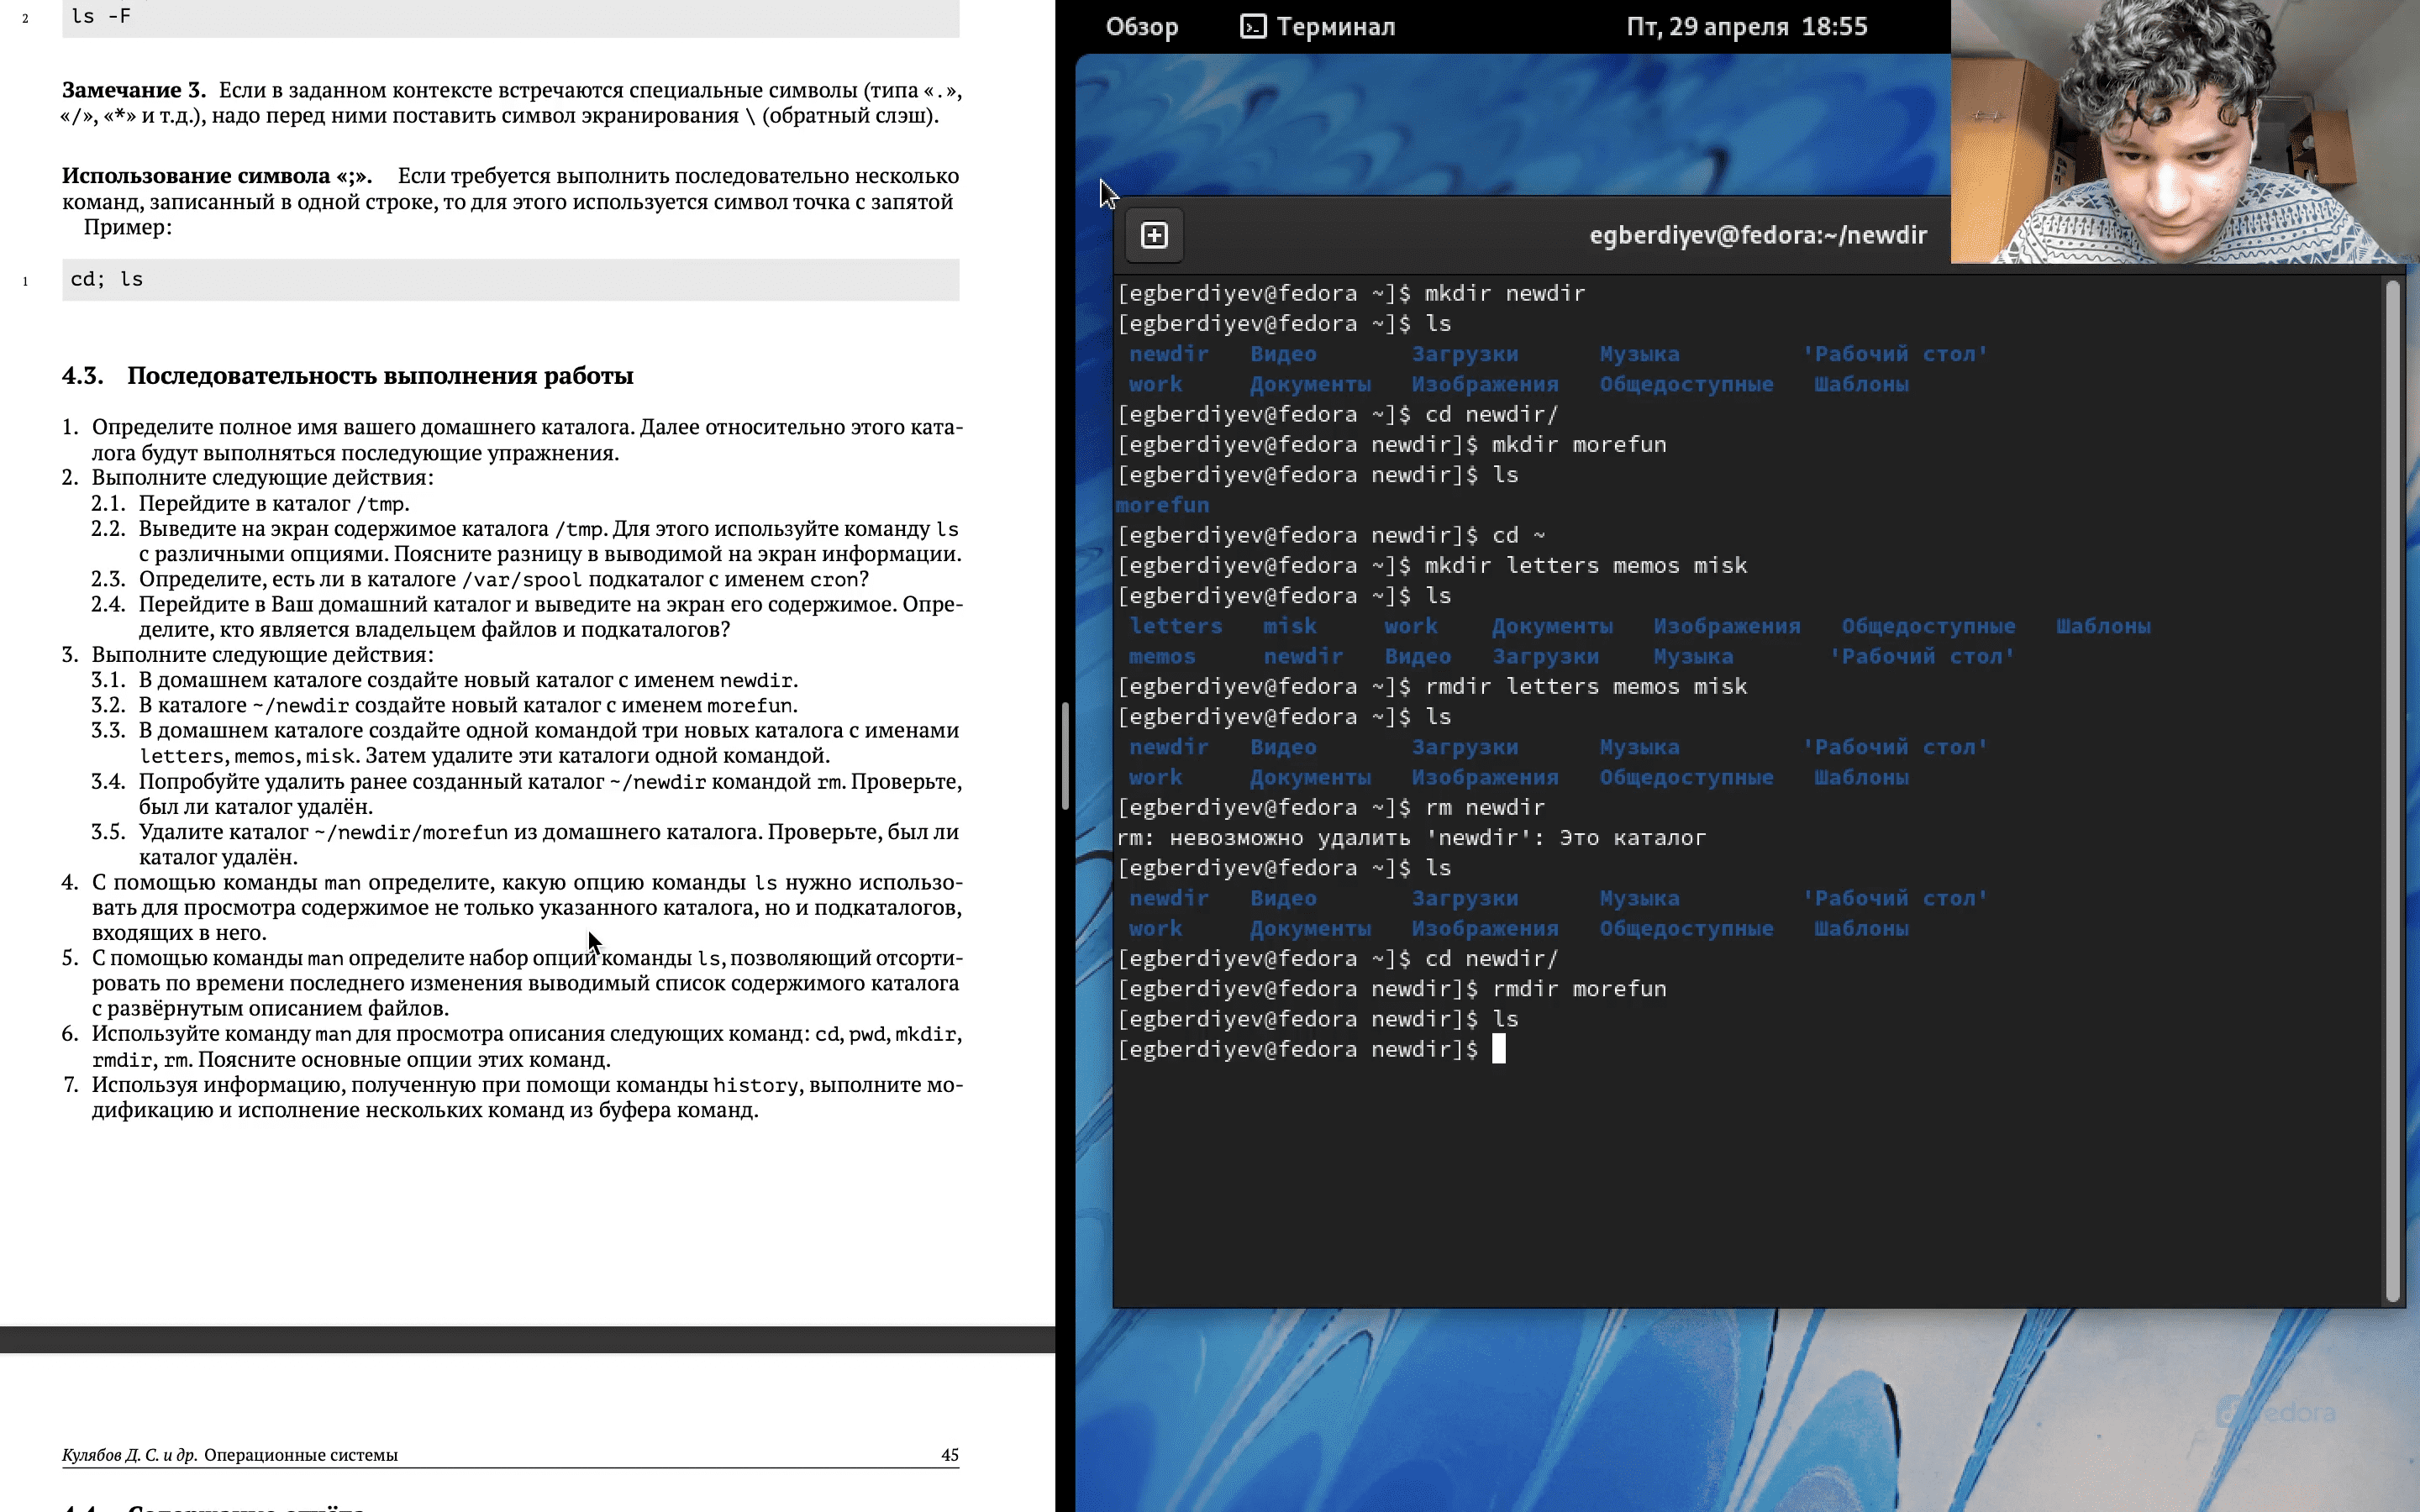 2 ls -F
Замечание 3. Если в заданном контексте встречаются специальные символы (типа «.»,
«/», «*» и т.д.), надо перед ними поставить символ экранирования \ (обратный слэш).
Использование символа «;». Если требуется выполнить последовательно несколько
команд, записанный в одной строке, то для этого используется символ точка с запятой
Пример:
1 cd; ls
4.3. Последовательность выполнения работы
1. Определите полное имя вашего домашнего каталога. Далее относительно этого ката-
лога будут выполняться последующие упражнения.
2. Выполните следующие действия:
2.1. Перейдите в каталог /tmp.
2.2. Выведите на экран содержимое каталога /tmp. Для этого используйте команду ls
с различными опциями. Поясните разницу в выводимой на экран информации.
2.3. Определите, есть ли в каталоге /var/spool подкаталог с именем cron?
2.4. Перейдите в Ваш домашний каталог и выведите на экран его содержимое. Опре-
делите, кто является владельцем файлов и подкаталогов?
3. Выполните следующие действия:
3.1. В домашнем каталоге создайте новый каталог с именем newdir.
3.2. В каталоге ~/newdir создайте новый каталог с именем morefun.
3.3. В домашнем каталоге создайте одной командой три новых каталога с именами
letters, memos, misk. Затем удалите эти каталоги одной командой.
3.4. Попробуйте удалить ранее созданный каталог ~/newdir командой rm. Проверьте,
был ли каталог удалён.
3.5. Удалите каталог ~/newdir/morefun из домашнего каталога. Проверьте, был ли
каталог удалён.
4. С помощью команды man определите, какую опцию команды ls нужно использо-
вать для просмотра содержимое не только указанного каталога, но и подкаталогов,
входящих в него.
5. С помощью команды man определите набор опций команды ls, позволяющий отсорти-
ровать по времени последнего изменения выводимый список содержимого каталога
с развёрнутым описанием файлов.
6. Используйте команду man для просмотра описания следующих команд: cd, pwd, mkdir,
rmdir, rm. Поясните основные опции этих команд.
7. Используя информацию, полученную при помощи команды history, выполните мо-
дификацию и исполнение нескольких команд из буфера команд.
Кулябов Д. С. и др. Операционные системы 45
4.4. Содержание отчёта
Обзор Терминал Пт, 29 апреля 18:55
egberdiyev@fedora:~/newdir
[egberdiyev@fedora ~]$ mkdir newdir
[egberdiyev@fedora ~]$ ls
newdir Видео Загрузки Музыка 'Рабочий стол'
work Документы Изображения Общедоступные Шаблоны
[egberdiyev@fedora ~]$ cd newdir/
[egberdiyev@fedora newdir]$ mkdir morefun
[egberdiyev@fedora newdir]$ ls
morefun
[egberdiyev@fedora newdir]$ cd ~
[egberdiyev@fedora ~]$ mkdir letters memos misk
[egberdiyev@fedora ~]$ ls
letters misk work Документы Изображения Общедоступные Шаблоны
memos newdir Видео Загрузки Музыка 'Рабочий стол'
[egberdiyev@fedora ~]$ rmdir letters memos misk
[egberdiyev@fedora ~]$ ls
newdir Видео Загрузки Музыка 'Рабочий стол'
work Документы Изображения Общедоступные Шаблоны
[egberdiyev@fedora ~]$ rm newdir
rm: невозможно удалить 'newdir': Это каталог
[egberdiyev@fedora ~]$ ls
newdir Видео Загрузки Музыка 'Рабочий стол'
work Документы Изображения Общедоступные Шаблоны
[egberdiyev@fedora ~]$ cd newdir/
[egberdiyev@fedora newdir]$ rmdir morefun
[egberdiyev@fedora newdir]$ ls
[egberdiyev@fedora newdir]$
fedora